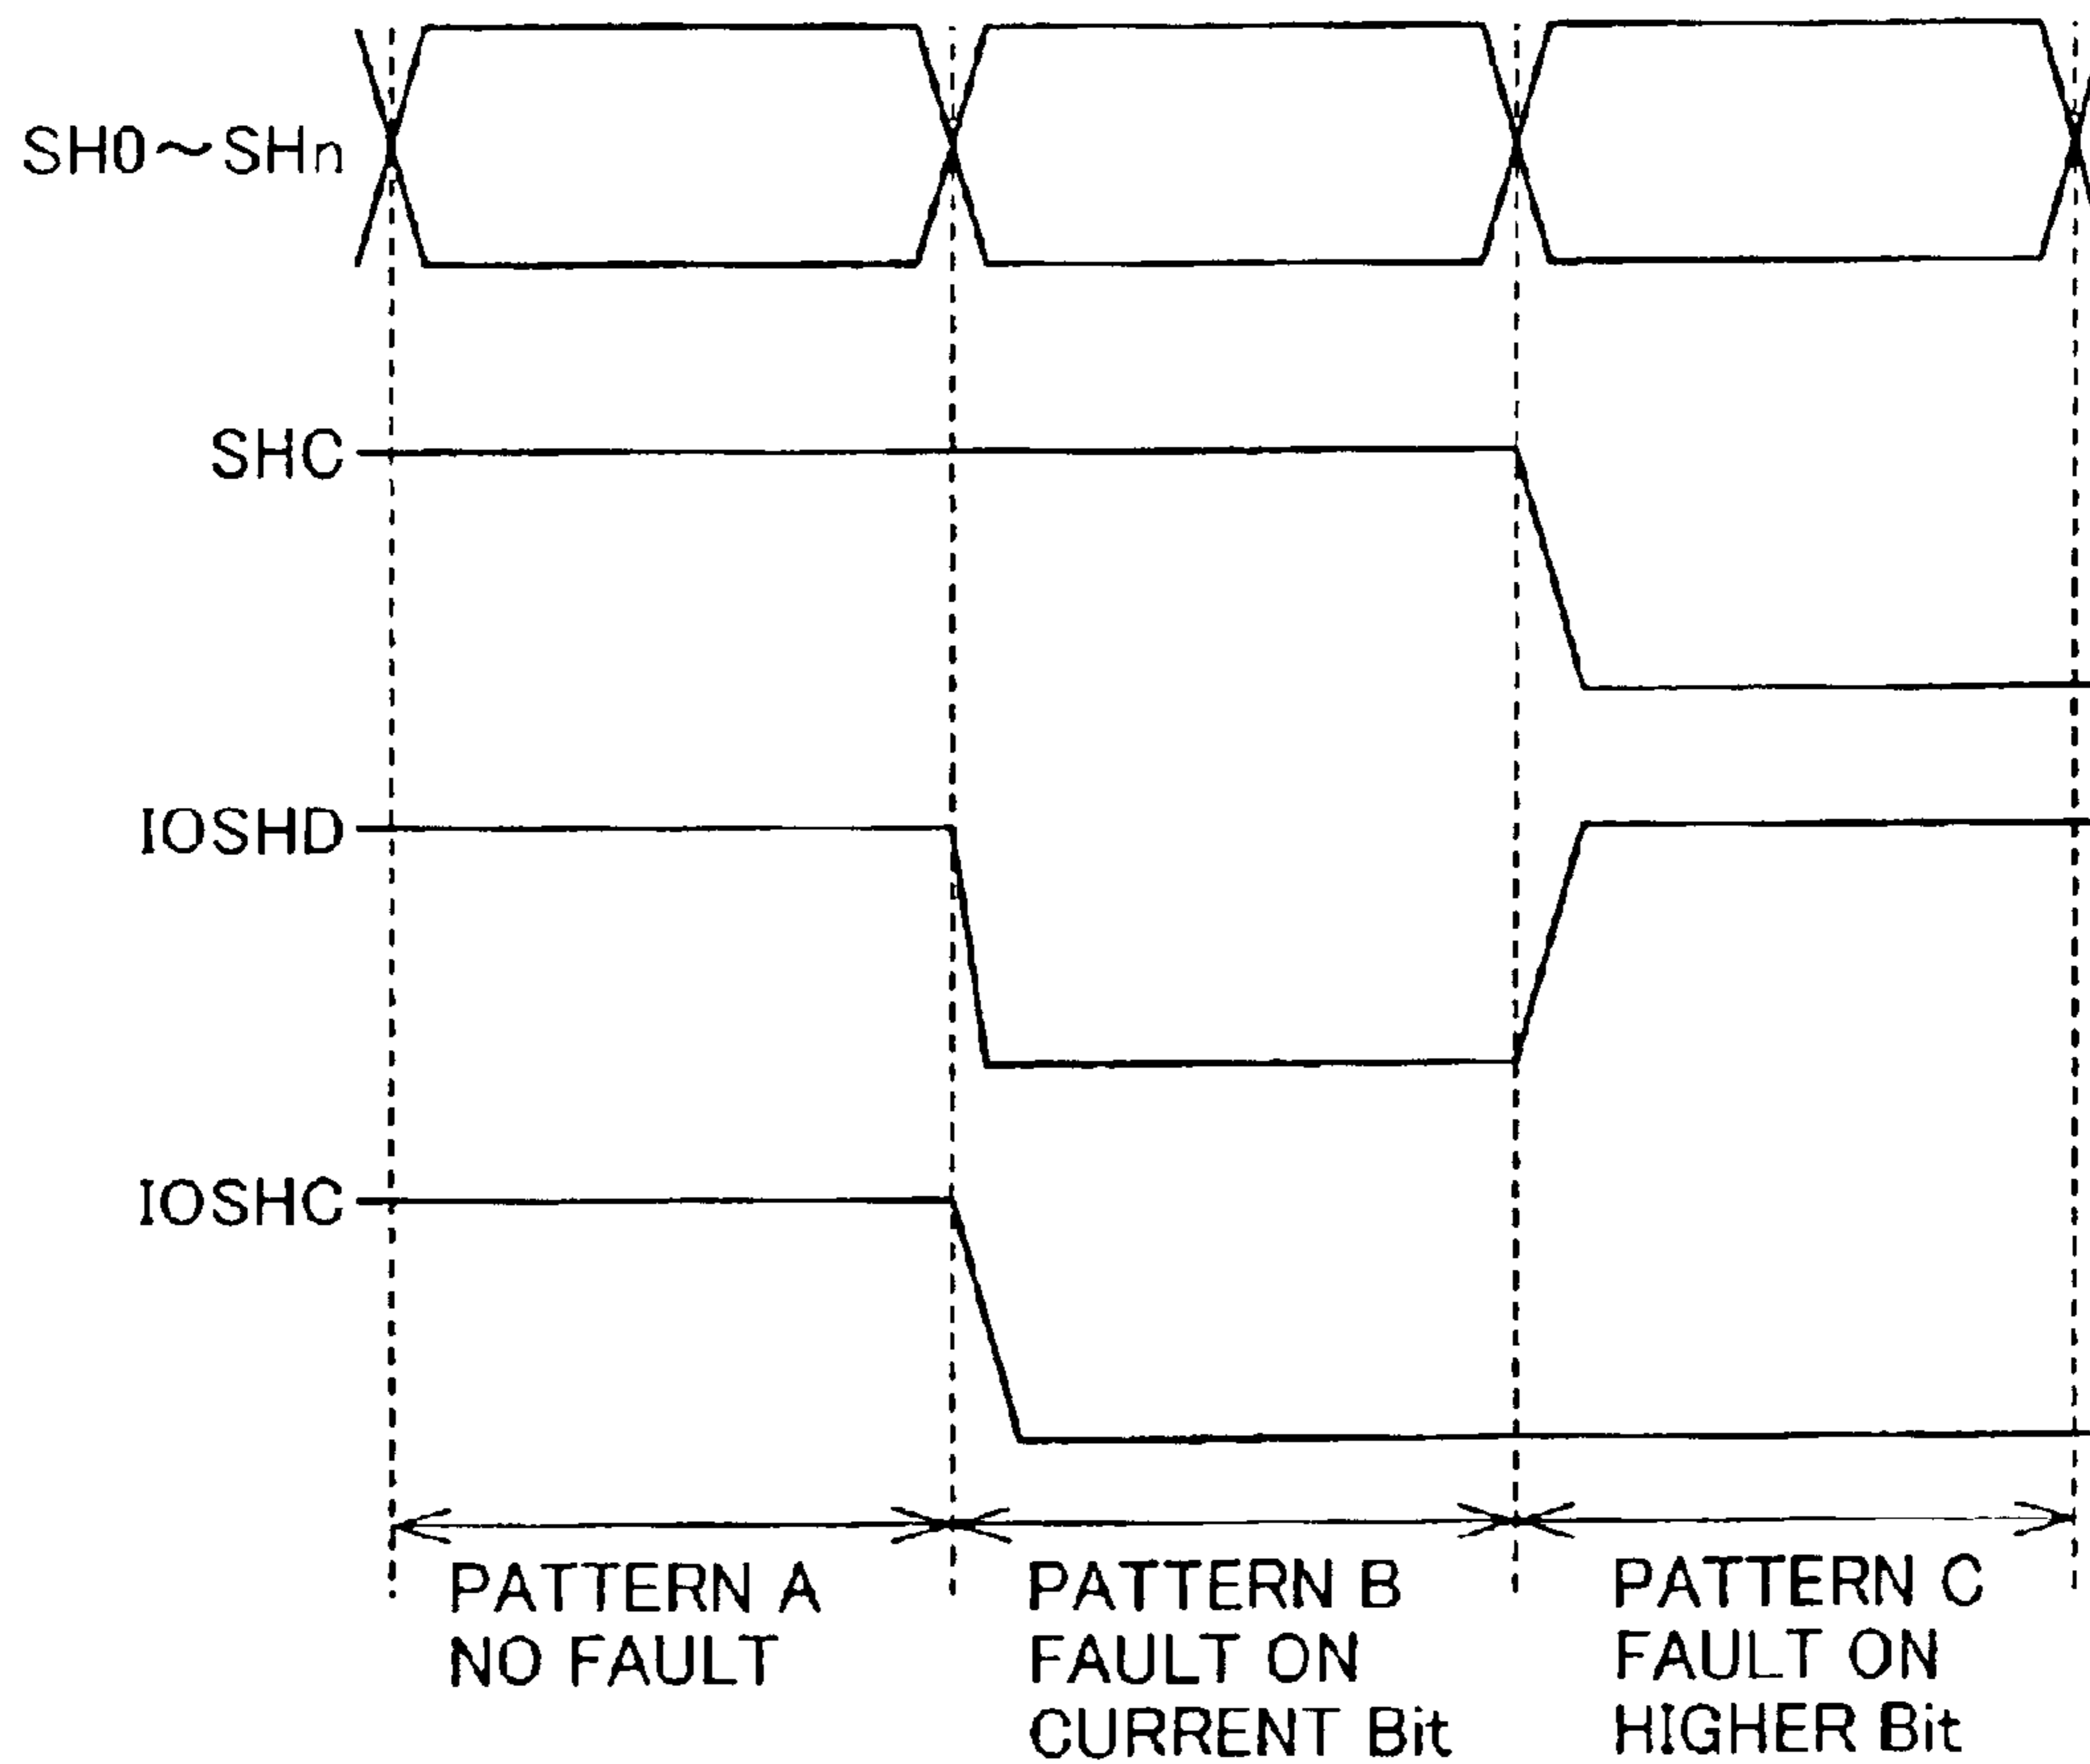 SH0～SHn
SHC
IOSHD
IOSHC
PATTERN A
NO FAULT
PATTERN B
FAULT ON
CURRENT Bit
PATTERN C
FAULT ON
HIGHER Bit